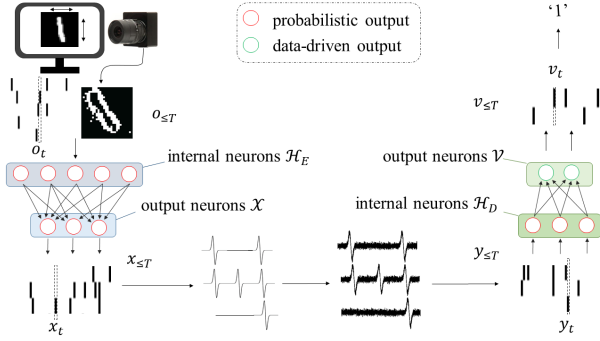 probabilistic output
data-driven output
'1'
v_t
v_{≤T}
o_{≤T}
o_t
internal neurons ℋ_E
output neurons 𝒱
output neurons 𝒳
internal neurons ℋ_D
x_{≤T}
y_{≤T}
x_t
y_t